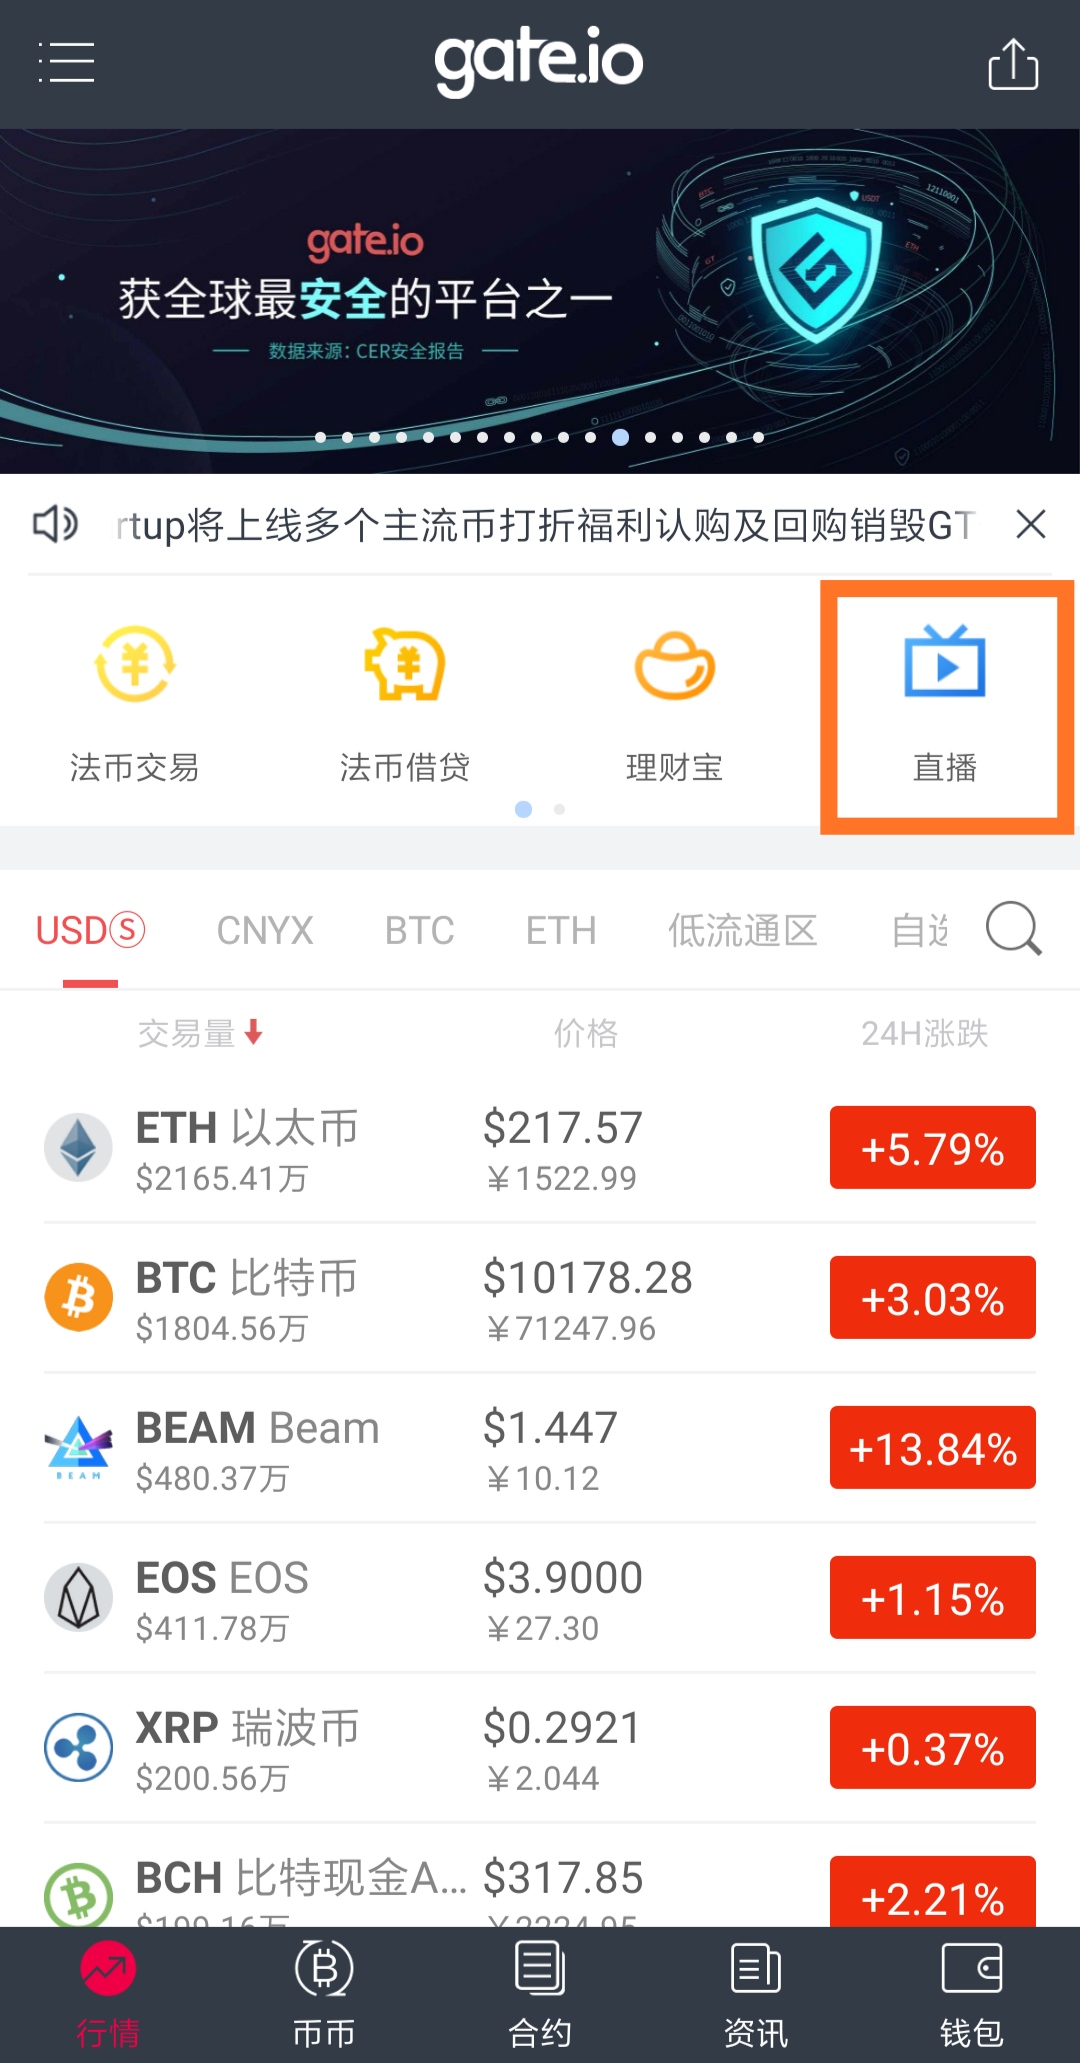 gate.io
gate.io
获全球最安全的平台之一
数据来源：CER安全报告
rtup将上线多个主流币打折福利认购及回购销毁GT
法币交易 法币借贷 理财宝 直播
USDⓈ CNYX BTC ETH 低流通区 自选
交易量 价格 24H涨跌
ETH 以太币 $217.57 +5.79%
$2165.41万 ¥1522.99
BTC 比特币 $10178.28 +3.03%
$1804.56万 ¥71247.96
BEAM Beam $1.447 +13.84%
$480.37万 ¥10.12
EOS EOS $3.9000 +1.15%
$411.78万 ¥27.30
XRP 瑞波币 $0.2921 +0.37%
$200.56万 ¥2.044
BCH 比特现金A... $317.85 +2.21%
行情 币币 合约 资讯 钱包